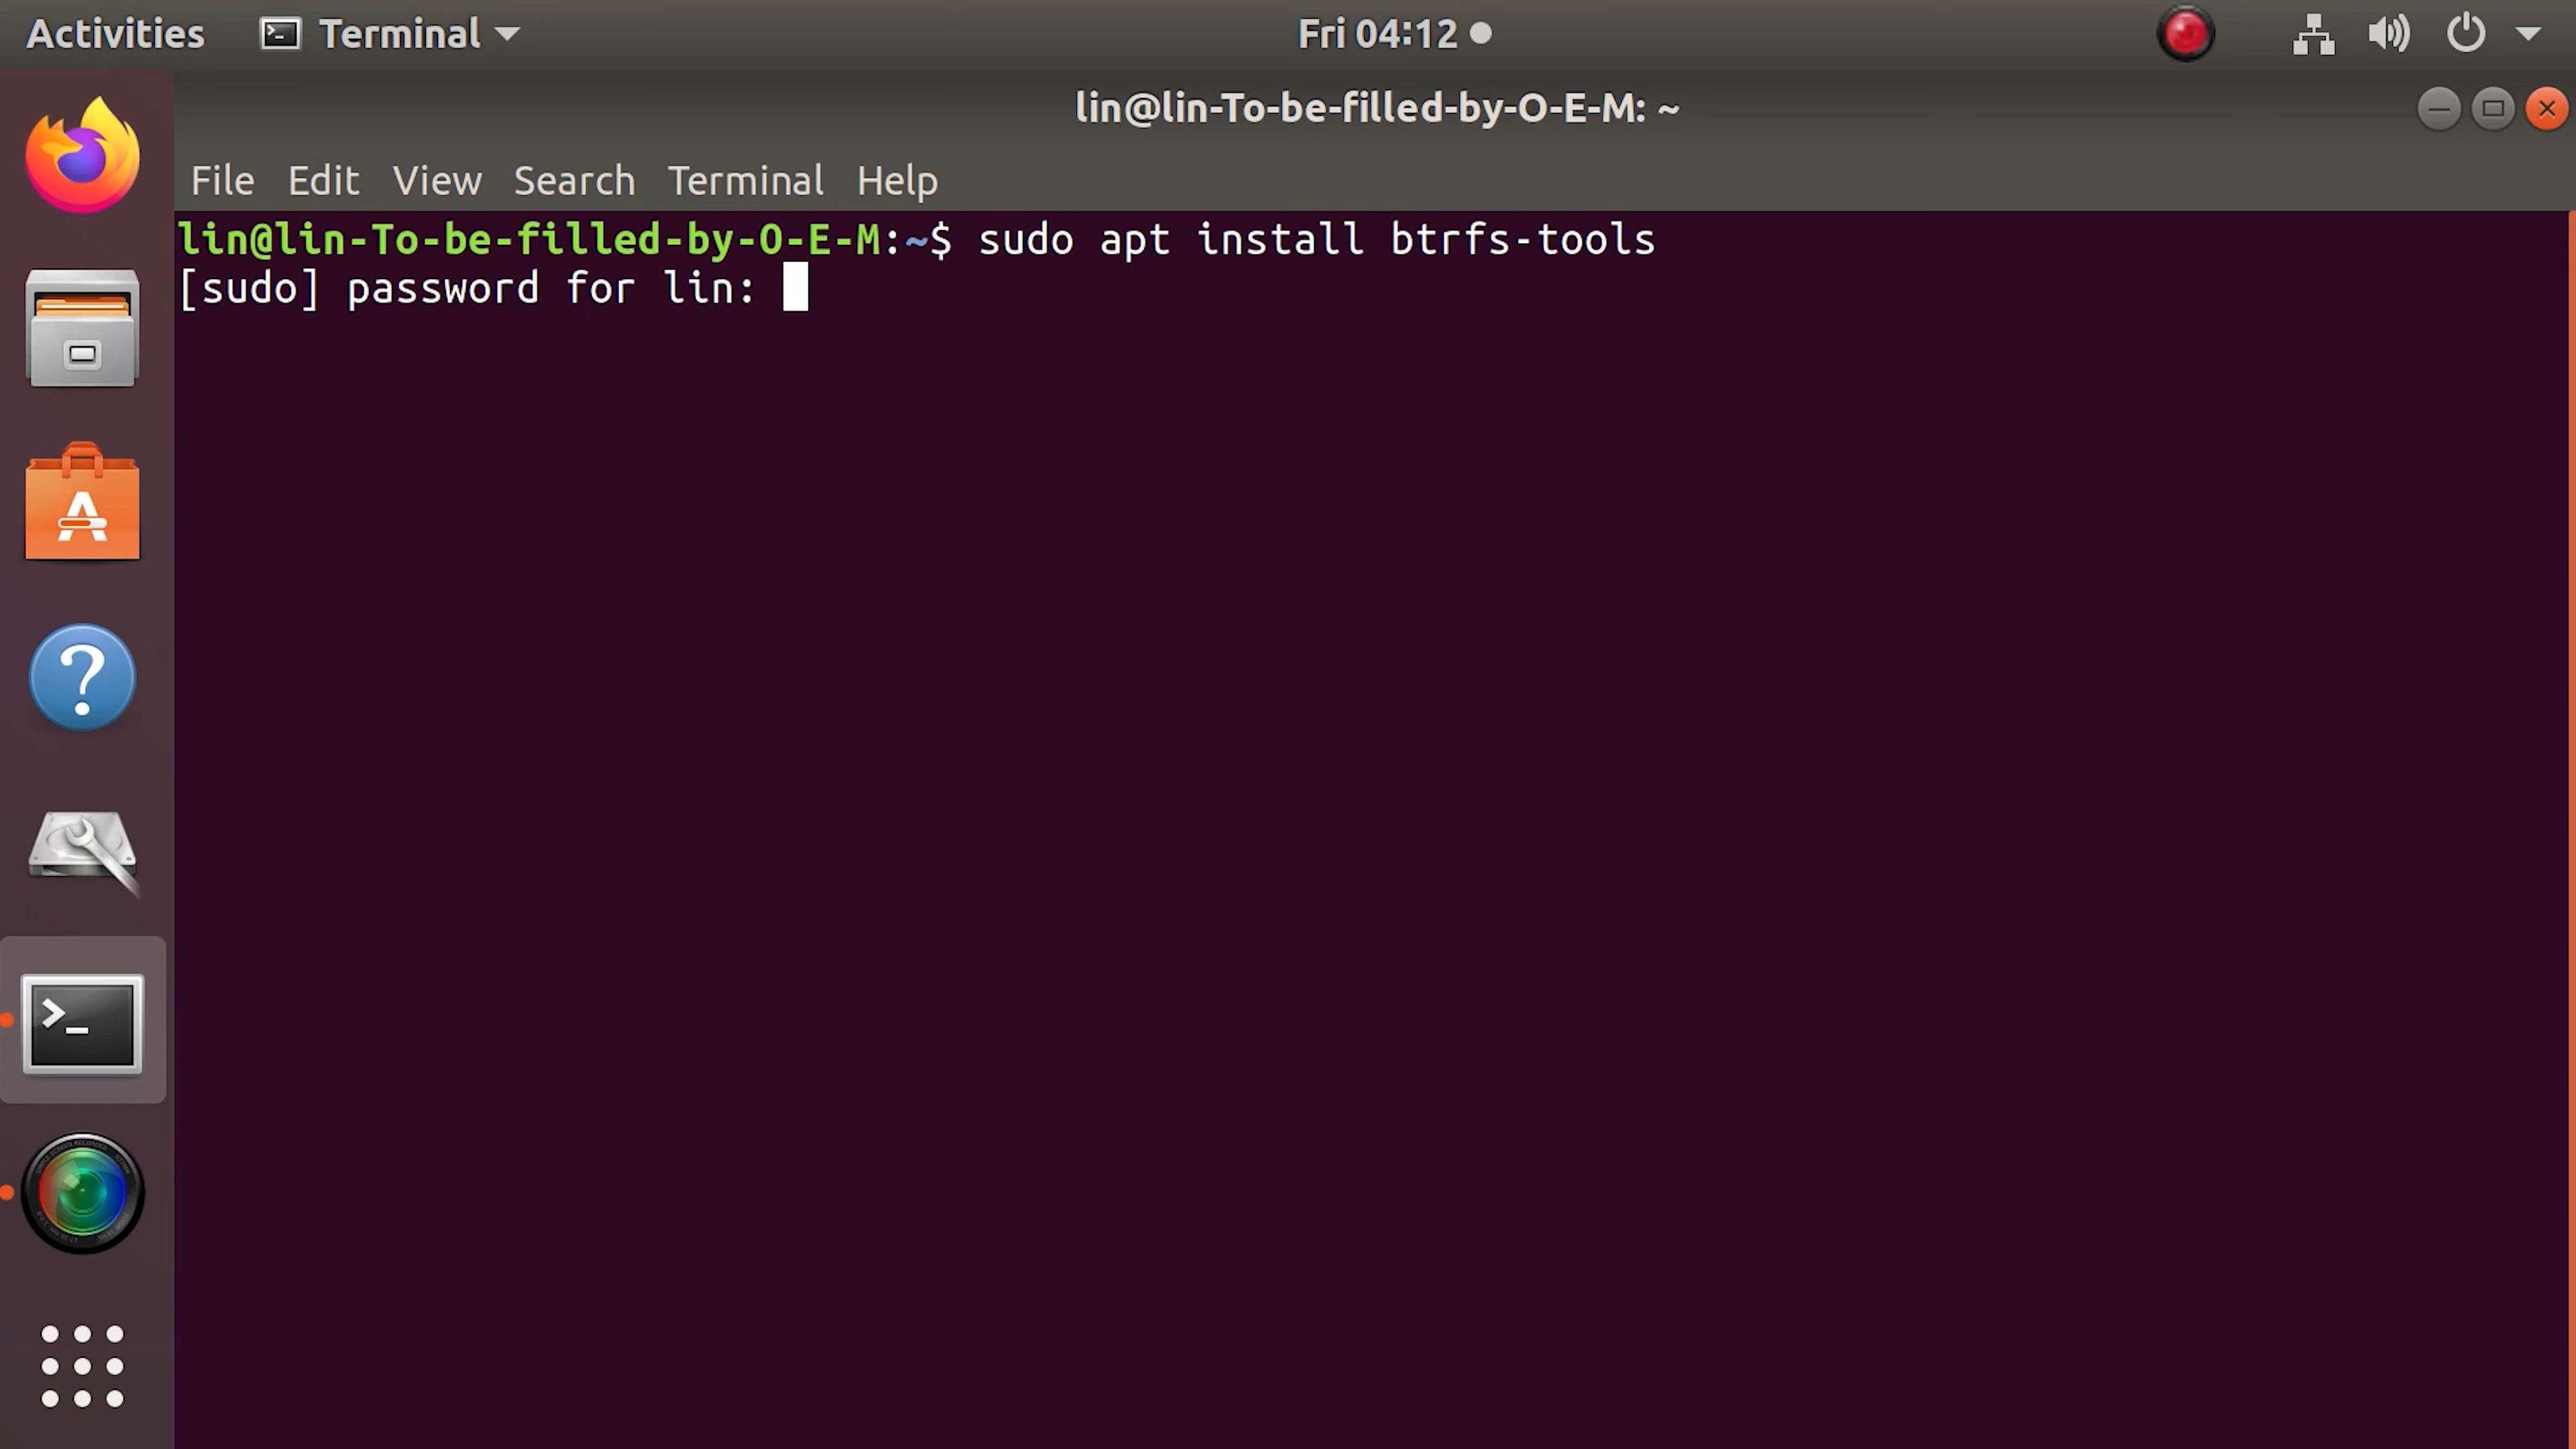 Activities Terminal Fri 04:12
lin@lin-To-be-filled-by-O-E-M: ~
File Edit View Search Terminal Help
lin@lin-To-be-filled-by-O-E-M:~$ sudo apt install btrfs-tools
[sudo] password for lin: